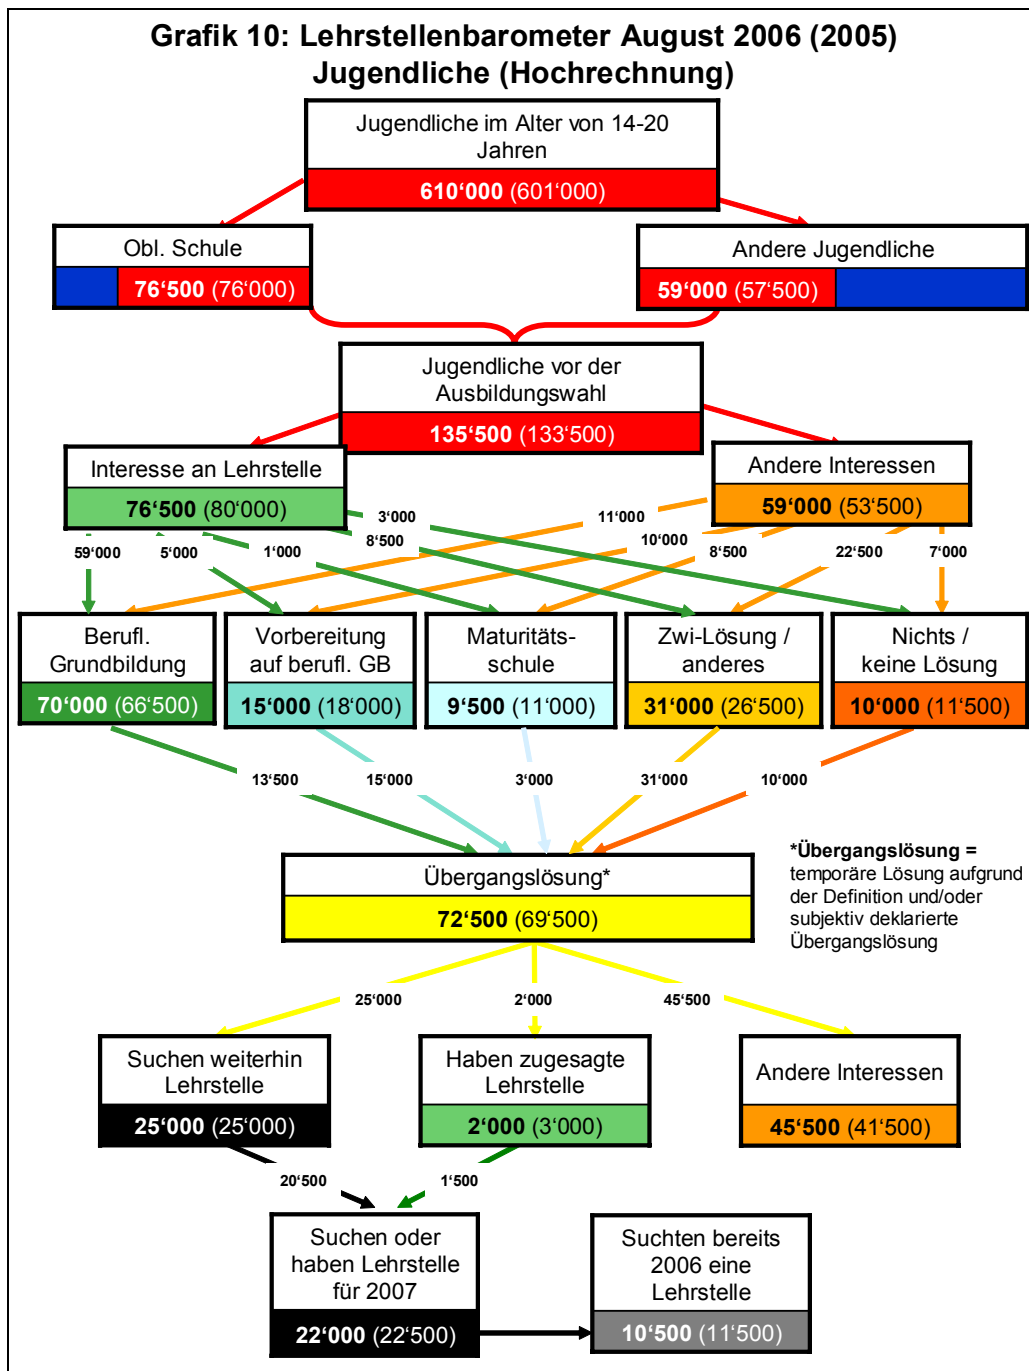 Grafik 10: Lehrstellenbarometer August 2006 (2005)
Jugendliche (Hochrechnung)
Jugendliche im Alter von 14-20
Jahren
610‘000 (601‘000)
Obl. Schule
76‘500 (76‘000)
Andere Jugendliche
59‘000 (57‘500)
Jugendliche vor der
Ausbildungswahl
135‘500 (133‘500)
Interesse an Lehrstelle
76‘500 (80‘000)
Andere Interessen
59‘000 (53‘500)
3‘000
11‘000
59‘000
5‘000
1‘000
8‘500
10‘000
8‘500
22‘500
7‘000
Berufl.
Grundbildung
70‘000 (66‘500)
Vorbereitung
auf berufl. GB
15‘000 (18‘000)
Maturitäts-
schule
9‘500 (11‘000)
Zwi-Lösung /
anderes
31‘000 (26‘500)
Nichts /
keine Lösung
10‘000 (11‘500)
13‘500
15‘000
3‘000
31‘000
10‘000
Übergangslösung*
72‘500 (69‘500)
*Übergangslösung =
temporäre Lösung aufgrund
der Definition und/oder
subjektiv deklarierte
Übergangslösung
25‘000
2‘000
45‘500
Suchen weiterhin
Lehrstelle
25‘000 (25‘000)
Haben zugesagte
Lehrstelle
2‘000 (3‘000)
Andere Interessen
45‘500 (41‘500)
20‘500
1‘500
Suchen oder
haben Lehrstelle
für 2007
22‘000 (22‘500)
Suchten bereits
2006 eine
Lehrstelle
10‘500 (11‘500)